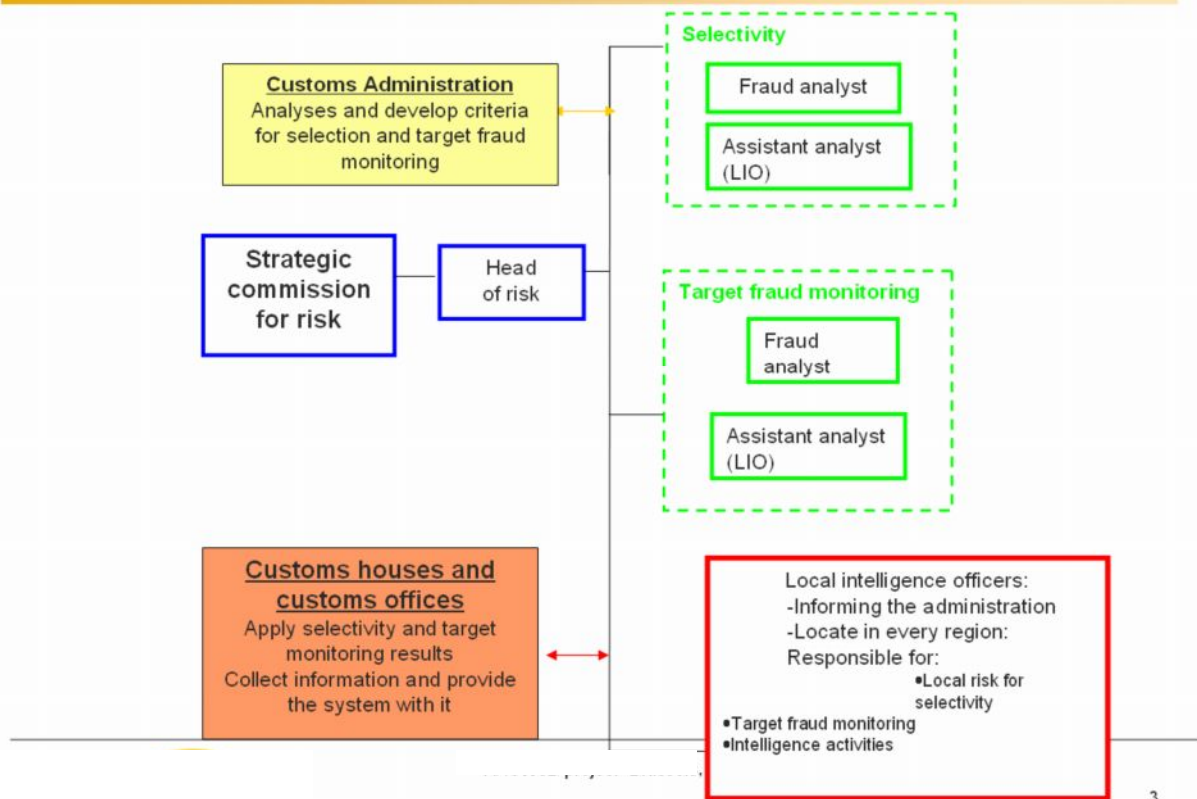 Selectivity
Fraud analyst
Assistant analyst
(LIO)
Customs Administration
Analyses and develop criteria
for selection and target fraud
monitoring
Strategic
commission
for risk
Head
of risk
Target fraud monitoring
Fraud
analyst
Assistant analyst
(LIO)
Customs houses and
customs offices
Apply selectivity and target
monitoring results
Collect information and provide
the system with it
Local intelligence officers:
-Informing the administration
-Locate in every region:
Responsible for:
•Local risk for
selectivity
•Target fraud monitoring
•Intelligence activities
3